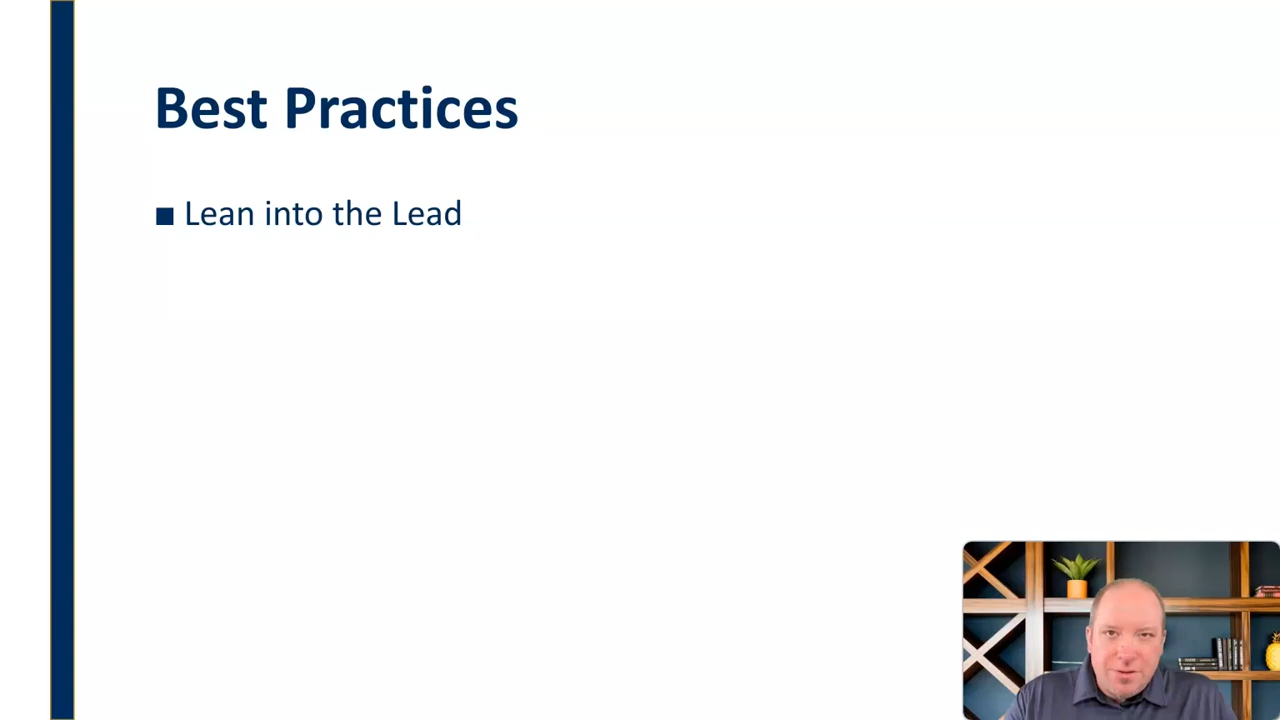 Best Practices
■ Lean into the Lead